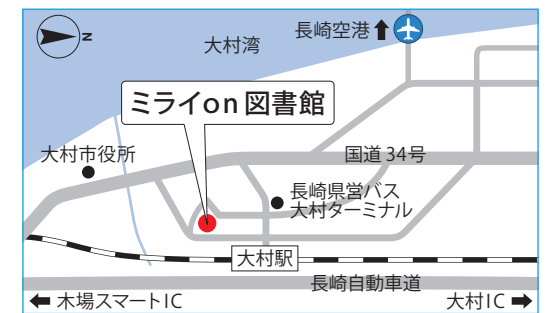 N
大村湾
長崎空港
ミライon図書館
大村市役所
国道34号
長崎県営バス
大村ターミナル
大村駅
長崎自動車道
木場スマートIC
大村IC